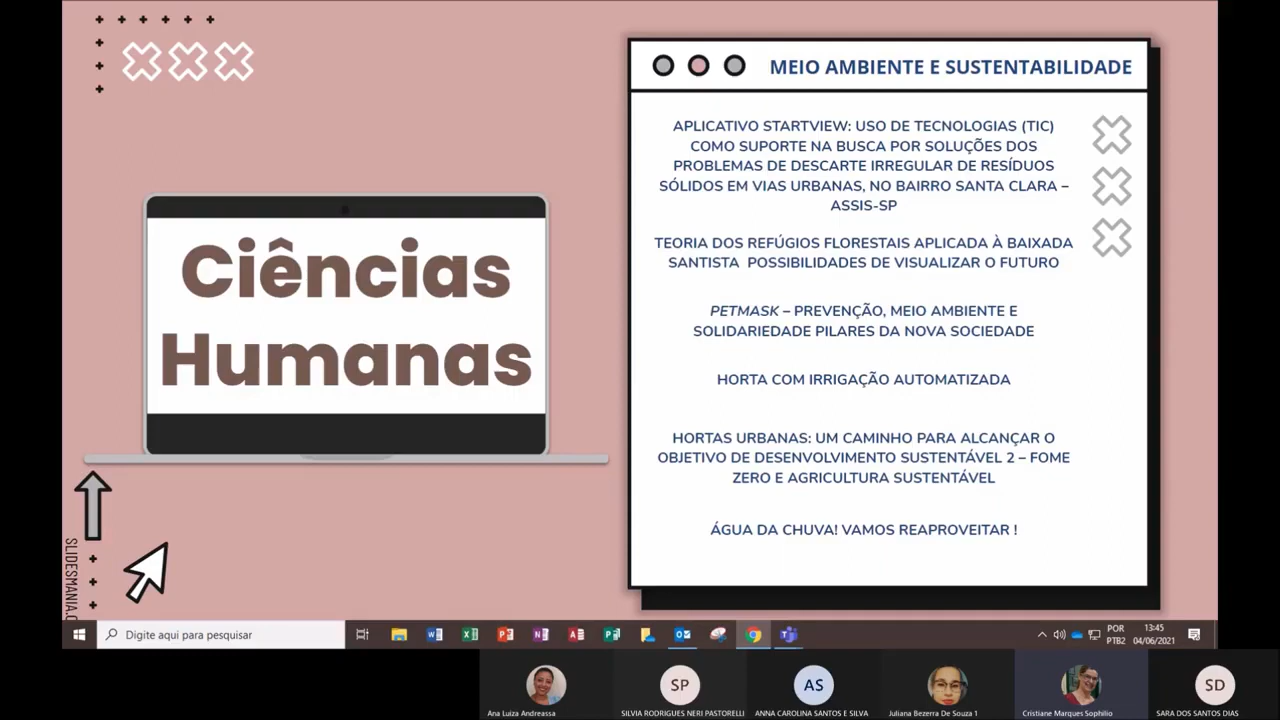 MEIO AMBIENTE E SUSTENTABILIDADE
APLICATIVO STARTVIEW: USO DE TECNOLOGIAS (TIC)
COMO SUPORTE NA BUSCA POR SOLUÇÕES DOS
PROBLEMAS DE DESCARTE IRREGULAR DE RESÍDUOS
SÓLIDOS EM VIAS URBANAS, NO BAIRRO SANTA CLARA –
ASSIS-SP
TEORIA DOS REFÚGIOS FLORESTAIS APLICADA À BAIXADA
SANTISTA POSSIBILIDADES DE VISUALIZAR O FUTURO
PETMASK – PREVENÇÃO, MEIO AMBIENTE E
SOLIDARIEDADE PILARES DA NOVA SOCIEDADE
HORTA COM IRRIGAÇÃO AUTOMATIZADA
HORTAS URBANAS: UM CAMINHO PARA ALCANÇAR O
OBJETIVO DE DESENVOLVIMENTO SUSTENTÁVEL 2 – FOME
ZERO E AGRICULTURA SUSTENTÁVEL
ÁGUA DA CHUVA! VAMOS REAPROVEITAR !
Ciências
Humanas
SLIDESMANIA.C
Digite aqui para pesquisar
POR
PTB2
13:45
04/06/2021
SP
AS
SD
Ana Luiza Andreassa
SILVIA RODRIGUES NERI PASTORELLI
ANNA CAROLINA SANTOS E SILVA
Juliana Bezerra De Souza 1
Cristiane Marques Sophilio
SARA DOS SANTOS DIAS